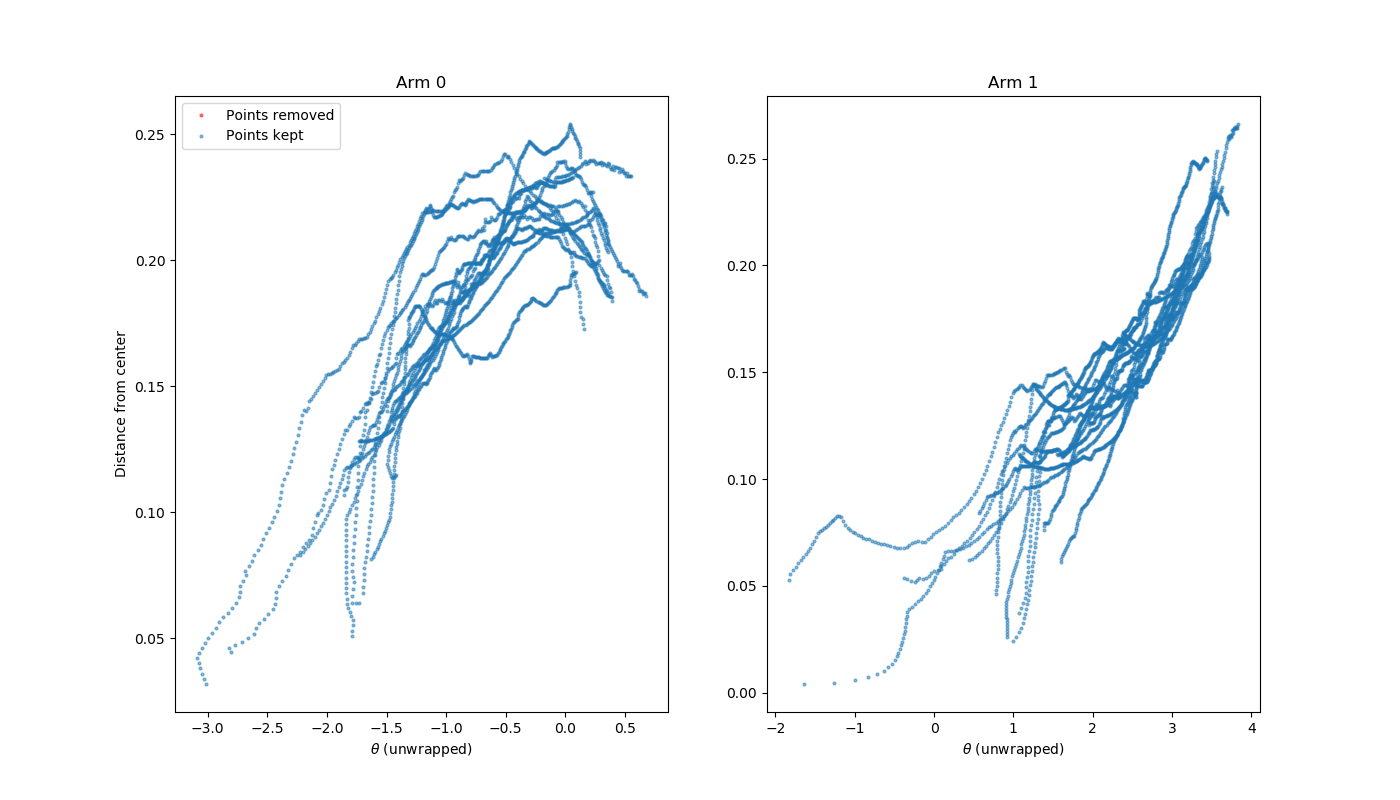 Arm 0
Points removed
Points kept
0.25
0.20
0.15
0.10
0.05
Distance from center
−3.0 −2.5 −2.0 −1.5 −1.0 −0.5 0.0 0.5
θ (unwrapped)
Arm 1
0.25
0.20
0.15
0.10
0.05
0.00
−2 −1 0 1 2 3 4
θ (unwrapped)